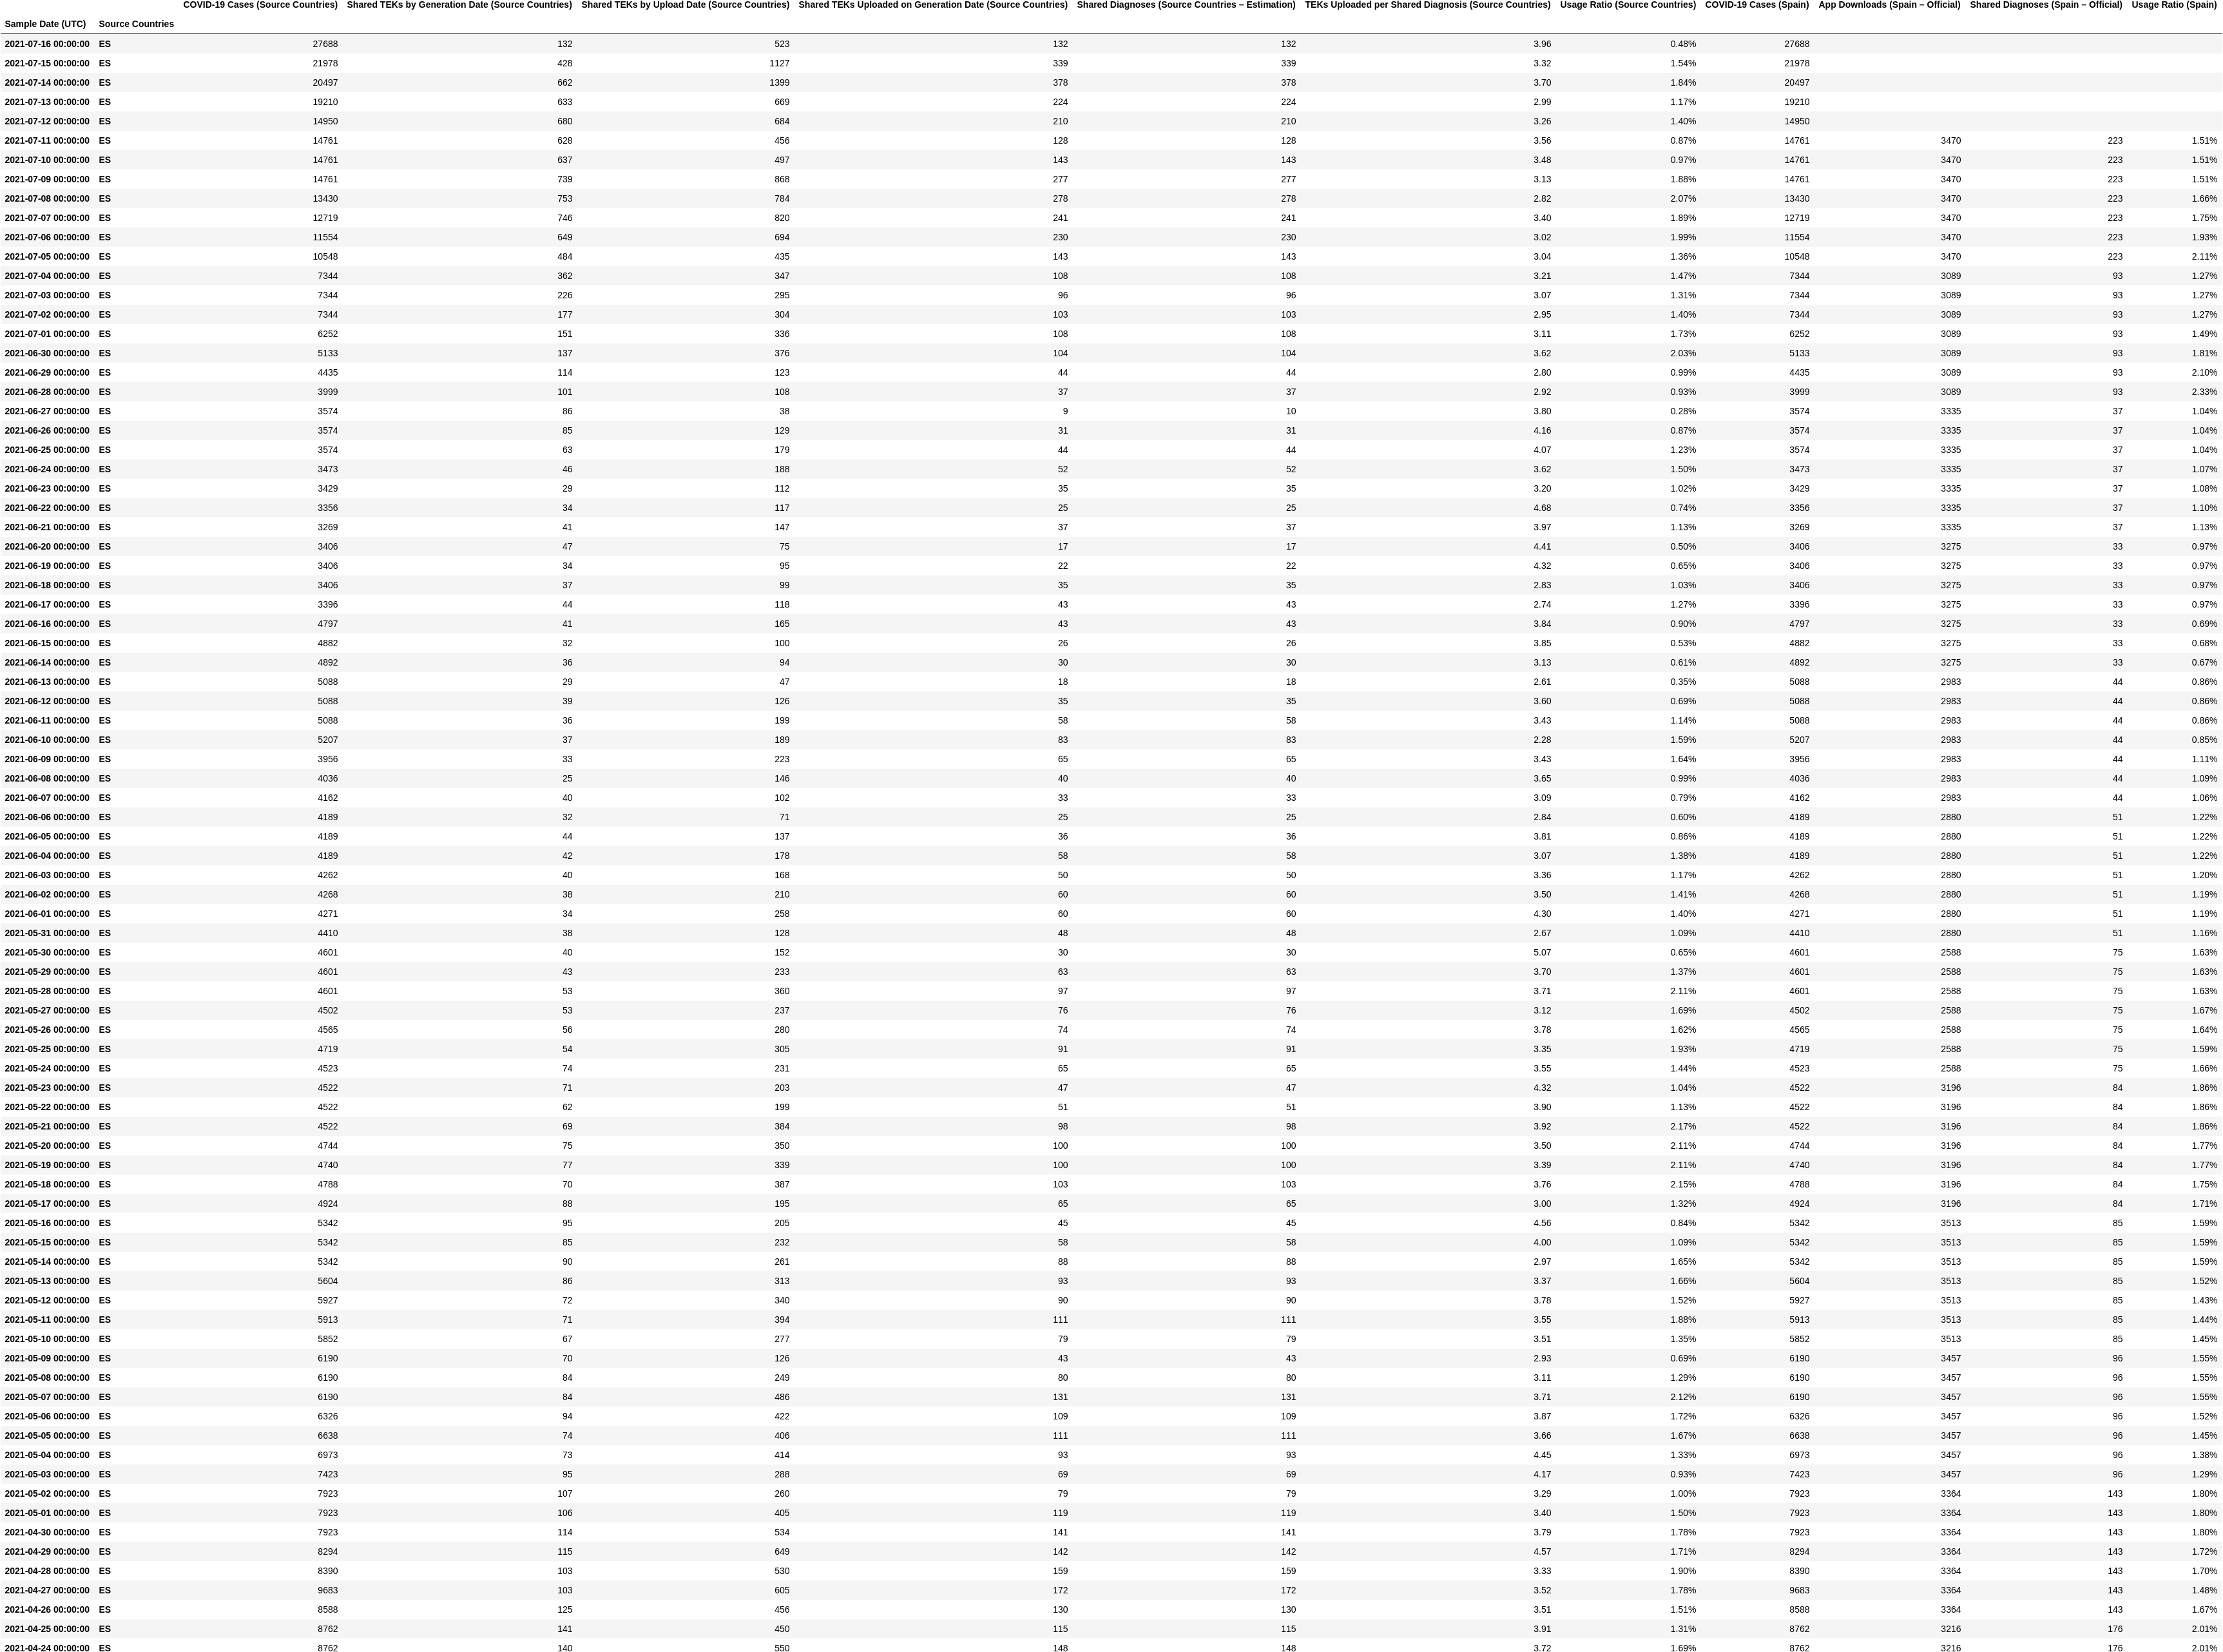 COVID-19 Cases (Source Countries) Shared TEKs by Generation Date (Source Countries) Shared TEKs by Upload Date (Source Countries) Shared TEKs Uploaded on Generation Date (Source Countries) Shared Diagnoses (Source Countries – Estimation) TEKs Uploaded per Shared Diagnosis (Source Countries) Usage Ratio (Source Countries) COVID-19 Cases (Spain) App Downloads (Spain – Official) Shared Diagnoses (Spain – Official) Usage Ratio (Spain)
Sample Date (UTC) Source Countries
2021-07-16 00:00:00 ES 27688 132 523 132 132 3.96 0.48% 27688
2021-07-15 00:00:00 ES 21978 428 1127 339 339 3.32 1.54% 21978
2021-07-14 00:00:00 ES 20497 662 1399 378 378 3.70 1.84% 20497
2021-07-13 00:00:00 ES 19210 633 669 224 224 2.99 1.17% 19210
2021-07-12 00:00:00 ES 14950 680 684 210 210 3.26 1.40% 14950
2021-07-11 00:00:00 ES 14761 628 456 128 128 3.56 0.87% 14761 3470 223 1.51%
2021-07-10 00:00:00 ES 14761 637 497 143 143 3.48 0.97% 14761 3470 223 1.51%
2021-07-09 00:00:00 ES 14761 739 868 277 277 3.13 1.88% 14761 3470 223 1.51%
2021-07-08 00:00:00 ES 13430 753 784 278 278 2.82 2.07% 13430 3470 223 1.66%
2021-07-07 00:00:00 ES 12719 746 820 241 241 3.40 1.89% 12719 3470 223 1.75%
2021-07-06 00:00:00 ES 11554 649 694 230 230 3.02 1.99% 11554 3470 223 1.93%
2021-07-05 00:00:00 ES 10548 484 435 143 143 3.04 1.36% 10548 3470 223 2.11%
2021-07-04 00:00:00 ES 7344 362 347 108 108 3.21 1.47% 7344 3089 93 1.27%
2021-07-03 00:00:00 ES 7344 226 295 96 96 3.07 1.31% 7344 3089 93 1.27%
2021-07-02 00:00:00 ES 7344 177 304 103 103 2.95 1.40% 7344 3089 93 1.27%
2021-07-01 00:00:00 ES 6252 151 336 108 108 3.11 1.73% 6252 3089 93 1.49%
2021-06-30 00:00:00 ES 5133 137 376 104 104 3.62 2.03% 5133 3089 93 1.81%
2021-06-29 00:00:00 ES 4435 114 123 44 44 2.80 0.99% 4435 3089 93 2.10%
2021-06-28 00:00:00 ES 3999 101 108 37 37 2.92 0.93% 3999 3089 93 2.33%
2021-06-27 00:00:00 ES 3574 86 38 9 10 3.80 0.28% 3574 3335 37 1.04%
2021-06-26 00:00:00 ES 3574 85 129 31 31 4.16 0.87% 3574 3335 37 1.04%
2021-06-25 00:00:00 ES 3574 63 179 44 44 4.07 1.23% 3574 3335 37 1.04%
2021-06-24 00:00:00 ES 3473 46 188 52 52 3.62 1.50% 3473 3335 37 1.07%
2021-06-23 00:00:00 ES 3429 29 112 35 35 3.20 1.02% 3429 3335 37 1.08%
2021-06-22 00:00:00 ES 3356 34 117 25 25 4.68 0.74% 3356 3335 37 1.10%
2021-06-21 00:00:00 ES 3269 41 147 37 37 3.97 1.13% 3269 3335 37 1.13%
2021-06-20 00:00:00 ES 3406 47 75 17 17 4.41 0.50% 3406 3275 33 0.97%
2021-06-19 00:00:00 ES 3406 34 95 22 22 4.32 0.65% 3406 3275 33 0.97%
2021-06-18 00:00:00 ES 3406 37 99 35 35 2.83 1.03% 3406 3275 33 0.97%
2021-06-17 00:00:00 ES 3396 44 118 43 43 2.74 1.27% 3396 3275 33 0.97%
2021-06-16 00:00:00 ES 4797 41 165 43 43 3.84 0.90% 4797 3275 33 0.69%
2021-06-15 00:00:00 ES 4882 32 100 26 26 3.85 0.53% 4882 3275 33 0.68%
2021-06-14 00:00:00 ES 4892 36 94 30 30 3.13 0.61% 4892 3275 33 0.67%
2021-06-13 00:00:00 ES 5088 29 47 18 18 2.61 0.35% 5088 2983 44 0.86%
2021-06-12 00:00:00 ES 5088 39 126 35 35 3.60 0.69% 5088 2983 44 0.86%
2021-06-11 00:00:00 ES 5088 36 199 58 58 3.43 1.14% 5088 2983 44 0.86%
2021-06-10 00:00:00 ES 5207 37 189 83 83 2.28 1.59% 5207 2983 44 0.85%
2021-06-09 00:00:00 ES 3956 33 223 65 65 3.43 1.64% 3956 2983 44 1.11%
2021-06-08 00:00:00 ES 4036 25 146 40 40 3.65 0.99% 4036 2983 44 1.09%
2021-06-07 00:00:00 ES 4162 40 102 33 33 3.09 0.79% 4162 2983 44 1.06%
2021-06-06 00:00:00 ES 4189 32 71 25 25 2.84 0.60% 4189 2880 51 1.22%
2021-06-05 00:00:00 ES 4189 44 137 36 36 3.81 0.86% 4189 2880 51 1.22%
2021-06-04 00:00:00 ES 4189 42 178 58 58 3.07 1.38% 4189 2880 51 1.22%
2021-06-03 00:00:00 ES 4262 40 168 50 50 3.36 1.17% 4262 2880 51 1.20%
2021-06-02 00:00:00 ES 4268 38 210 60 60 3.50 1.41% 4268 2880 51 1.19%
2021-06-01 00:00:00 ES 4271 34 258 60 60 4.30 1.40% 4271 2880 51 1.19%
2021-05-31 00:00:00 ES 4410 38 128 48 48 2.67 1.09% 4410 2880 51 1.16%
2021-05-30 00:00:00 ES 4601 40 152 30 30 5.07 0.65% 4601 2588 75 1.63%
2021-05-29 00:00:00 ES 4601 43 233 63 63 3.70 1.37% 4601 2588 75 1.63%
2021-05-28 00:00:00 ES 4601 53 360 97 97 3.71 2.11% 4601 2588 75 1.63%
2021-05-27 00:00:00 ES 4502 53 237 76 76 3.12 1.69% 4502 2588 75 1.67%
2021-05-26 00:00:00 ES 4565 56 280 74 74 3.78 1.62% 4565 2588 75 1.64%
2021-05-25 00:00:00 ES 4719 54 305 91 91 3.35 1.93% 4719 2588 75 1.59%
2021-05-24 00:00:00 ES 4523 74 231 65 65 3.55 1.44% 4523 2588 75 1.66%
2021-05-23 00:00:00 ES 4522 71 203 47 47 4.32 1.04% 4522 3196 84 1.86%
2021-05-22 00:00:00 ES 4522 62 199 51 51 3.90 1.13% 4522 3196 84 1.86%
2021-05-21 00:00:00 ES 4522 69 384 98 98 3.92 2.17% 4522 3196 84 1.86%
2021-05-20 00:00:00 ES 4744 75 350 100 100 3.50 2.11% 4744 3196 84 1.77%
2021-05-19 00:00:00 ES 4740 77 339 100 100 3.39 2.11% 4740 3196 84 1.77%
2021-05-18 00:00:00 ES 4788 70 387 103 103 3.76 2.15% 4788 3196 84 1.75%
2021-05-17 00:00:00 ES 4924 88 195 65 65 3.00 1.32% 4924 3196 84 1.71%
2021-05-16 00:00:00 ES 5342 95 205 45 45 4.56 0.84% 5342 3513 85 1.59%
2021-05-15 00:00:00 ES 5342 85 232 58 58 4.00 1.09% 5342 3513 85 1.59%
2021-05-14 00:00:00 ES 5342 90 261 88 88 2.97 1.65% 5342 3513 85 1.59%
2021-05-13 00:00:00 ES 5604 86 313 93 93 3.37 1.66% 5604 3513 85 1.52%
2021-05-12 00:00:00 ES 5927 72 340 90 90 3.78 1.52% 5927 3513 85 1.43%
2021-05-11 00:00:00 ES 5913 71 394 111 111 3.55 1.88% 5913 3513 85 1.44%
2021-05-10 00:00:00 ES 5852 67 277 79 79 3.51 1.35% 5852 3513 85 1.45%
2021-05-09 00:00:00 ES 6190 70 126 43 43 2.93 0.69% 6190 3457 96 1.55%
2021-05-08 00:00:00 ES 6190 84 249 80 80 3.11 1.29% 6190 3457 96 1.55%
2021-05-07 00:00:00 ES 6190 84 486 131 131 3.71 2.12% 6190 3457 96 1.55%
2021-05-06 00:00:00 ES 6326 94 422 109 109 3.87 1.72% 6326 3457 96 1.52%
2021-05-05 00:00:00 ES 6638 74 406 111 111 3.66 1.67% 6638 3457 96 1.45%
2021-05-04 00:00:00 ES 6973 73 414 93 93 4.45 1.33% 6973 3457 96 1.38%
2021-05-03 00:00:00 ES 7423 95 288 69 69 4.17 0.93% 7423 3457 96 1.29%
2021-05-02 00:00:00 ES 7923 107 260 79 79 3.29 1.00% 7923 3364 143 1.80%
2021-05-01 00:00:00 ES 7923 106 405 119 119 3.40 1.50% 7923 3364 143 1.80%
2021-04-30 00:00:00 ES 7923 114 534 141 141 3.79 1.78% 7923 3364 143 1.80%
2021-04-29 00:00:00 ES 8294 115 649 142 142 4.57 1.71% 8294 3364 143 1.72%
2021-04-28 00:00:00 ES 8390 103 530 159 159 3.33 1.90% 8390 3364 143 1.70%
2021-04-27 00:00:00 ES 9683 103 605 172 172 3.52 1.78% 9683 3364 143 1.48%
2021-04-26 00:00:00 ES 8588 125 456 130 130 3.51 1.51% 8588 3364 143 1.67%
2021-04-25 00:00:00 ES 8762 141 450 115 115 3.91 1.31% 8762 3216 176 2.01%
2021-04-24 00:00:00 ES 8762 140 550 148 148 3.72 1.69% 8762 3216 176 2.01%